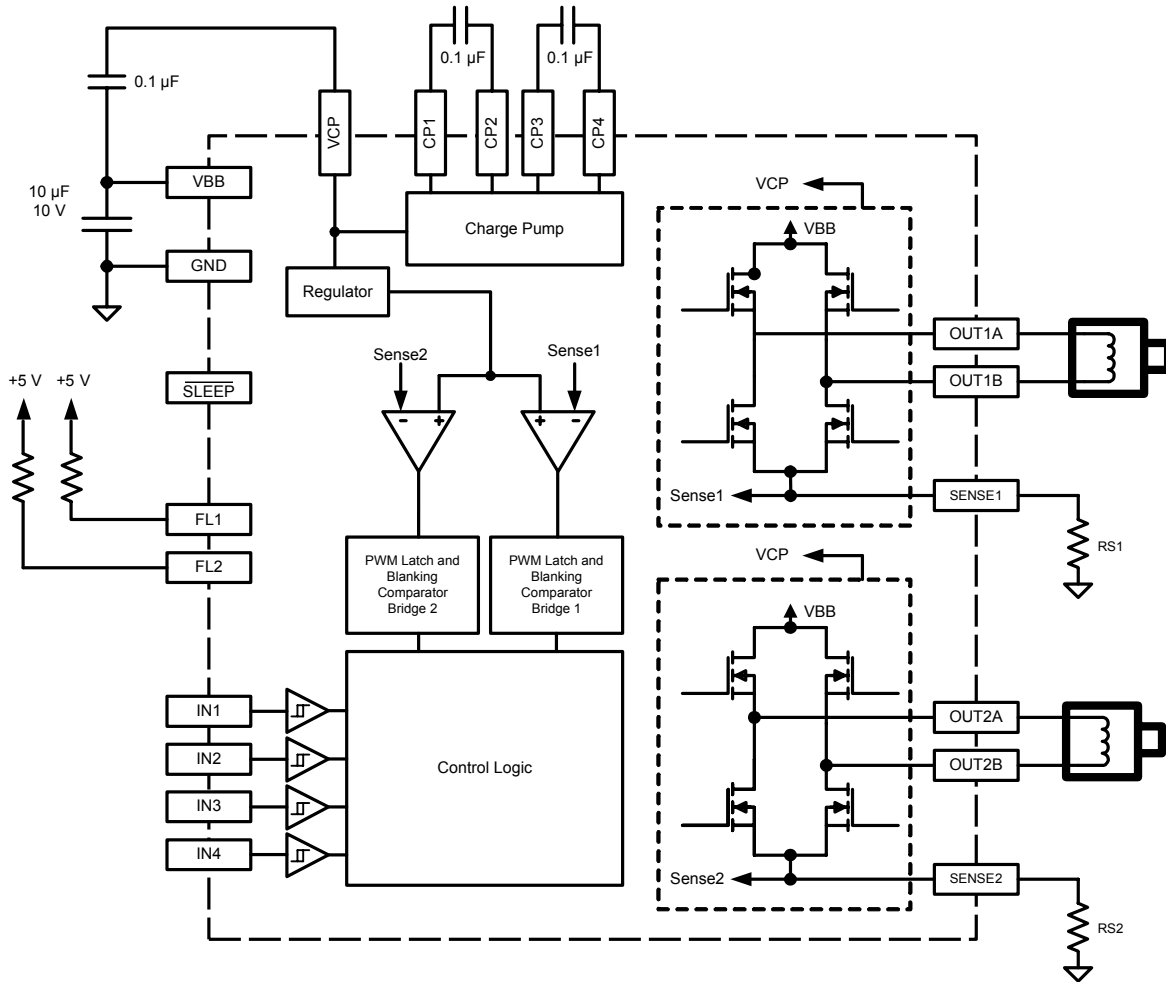 0.1 µF
0.1 µF
0.1 µF
VCP
CP1
CP2
CP3
CP4
VBB
10 µF
10 V
GND
Charge Pump
Regulator
VCP
VBB
OUT1A
OUT1B
Sense2
Sense1
+5 V
+5 V
SLEEP
Sense1
SENSE1
RS1
FL1
FL2
PWM Latch and
Blanking
Comparator
Bridge 2
PWM Latch and
Blanking
Comparator
Bridge 1
VCP
VBB
IN1
IN2
IN3
IN4
Control Logic
OUT2A
OUT2B
Sense2
SENSE2
RS2